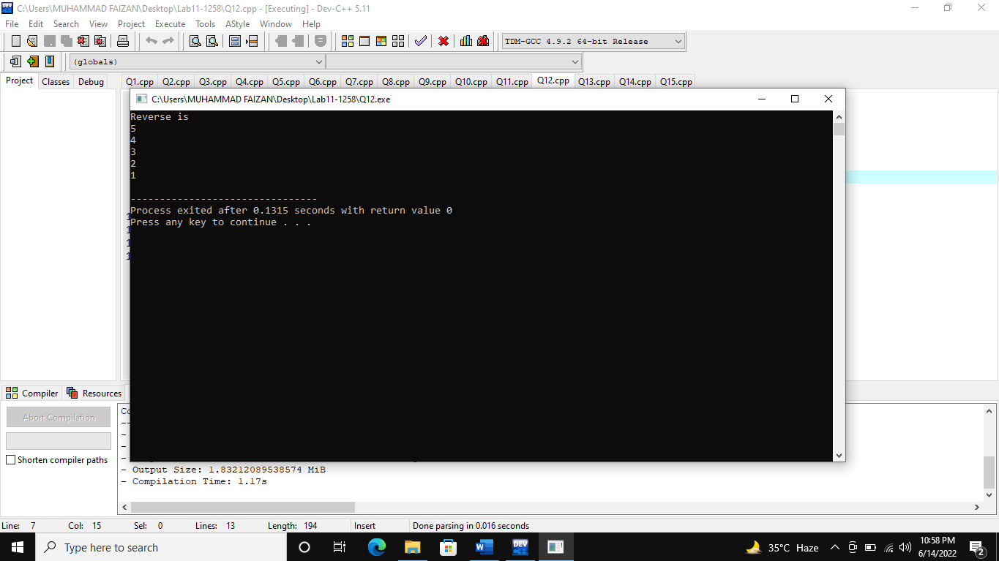 C:\Users\MUHAMMAD FAIZAN\Desktop\Lab11-1258\Q12.cpp - [Executing] - Dev-C++ 5.11
File Edit Search View Project Execute Tools AStyle Window Help
TDM-GCC 4.9.2 64-bit Release
(globals)
Project Classes Debug Q1.cpp Q2.cpp Q3.cpp Q4.cpp Q5.cpp Q6.cpp Q7.cpp Q8.cpp Q9.cpp Q10.cpp Q11.cpp Q12.cpp Q13.cpp Q14.cpp Q15.cpp
C:\Users\MUHAMMAD FAIZAN\Desktop\Lab11-1258\Q12.exe
Reverse is
5
4
3
2
1
--------------------------------
Process exited after 0.1315 seconds with return value 0
Press any key to continue . . .
Compiler Resources
Abort Compilation
Shorten compiler paths
- Output Size: 1.83212089538574 MiB
- Compilation Time: 1.17s
Line: 7 Col: 15 Sel: 0 Lines: 13 Length: 194 Insert Done parsing in 0.016 seconds
Type here to search
DEV C++
35°C Haze
10:58 PM
6/14/2022
2